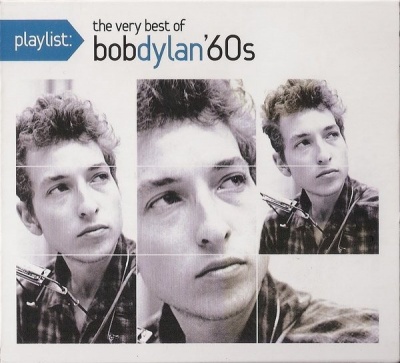 playlist:
the very best of
bobdylan'60s